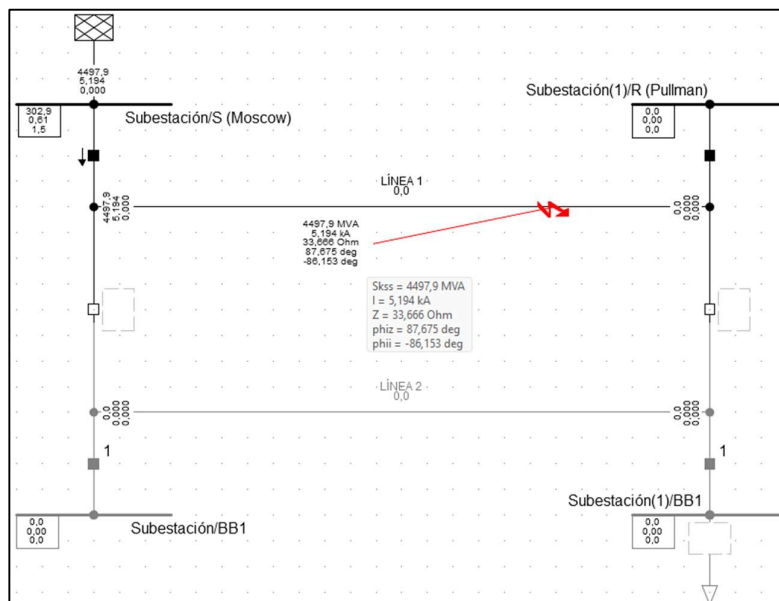 4497,9
5,194
0,000
302,9
0,61
1,5
Subestación/S (Moscow)
Subestación(1)/R (Pullman)
0,0
0,00
0,0
LÍNEA 1
0,0
4497,9
5,194
0,000
0,0
0,000
0,000
4497,9 MVA
5,194 kA
33,666 Ohm
87,675 deg
-86,153 deg
Skss = 4497,9 MVA
I = 5,194 kA
Z = 33,666 Ohm
phiz = 87,675 deg
phii = -86,153 deg
LÍNEA 2
0,0
0,0
0,000
0,000
0,0
0,000
0,000
1
1
Subestación/BB1
0,0
0,00
0,0
Subestación(1)/BB1
0,0
0,00
0,0